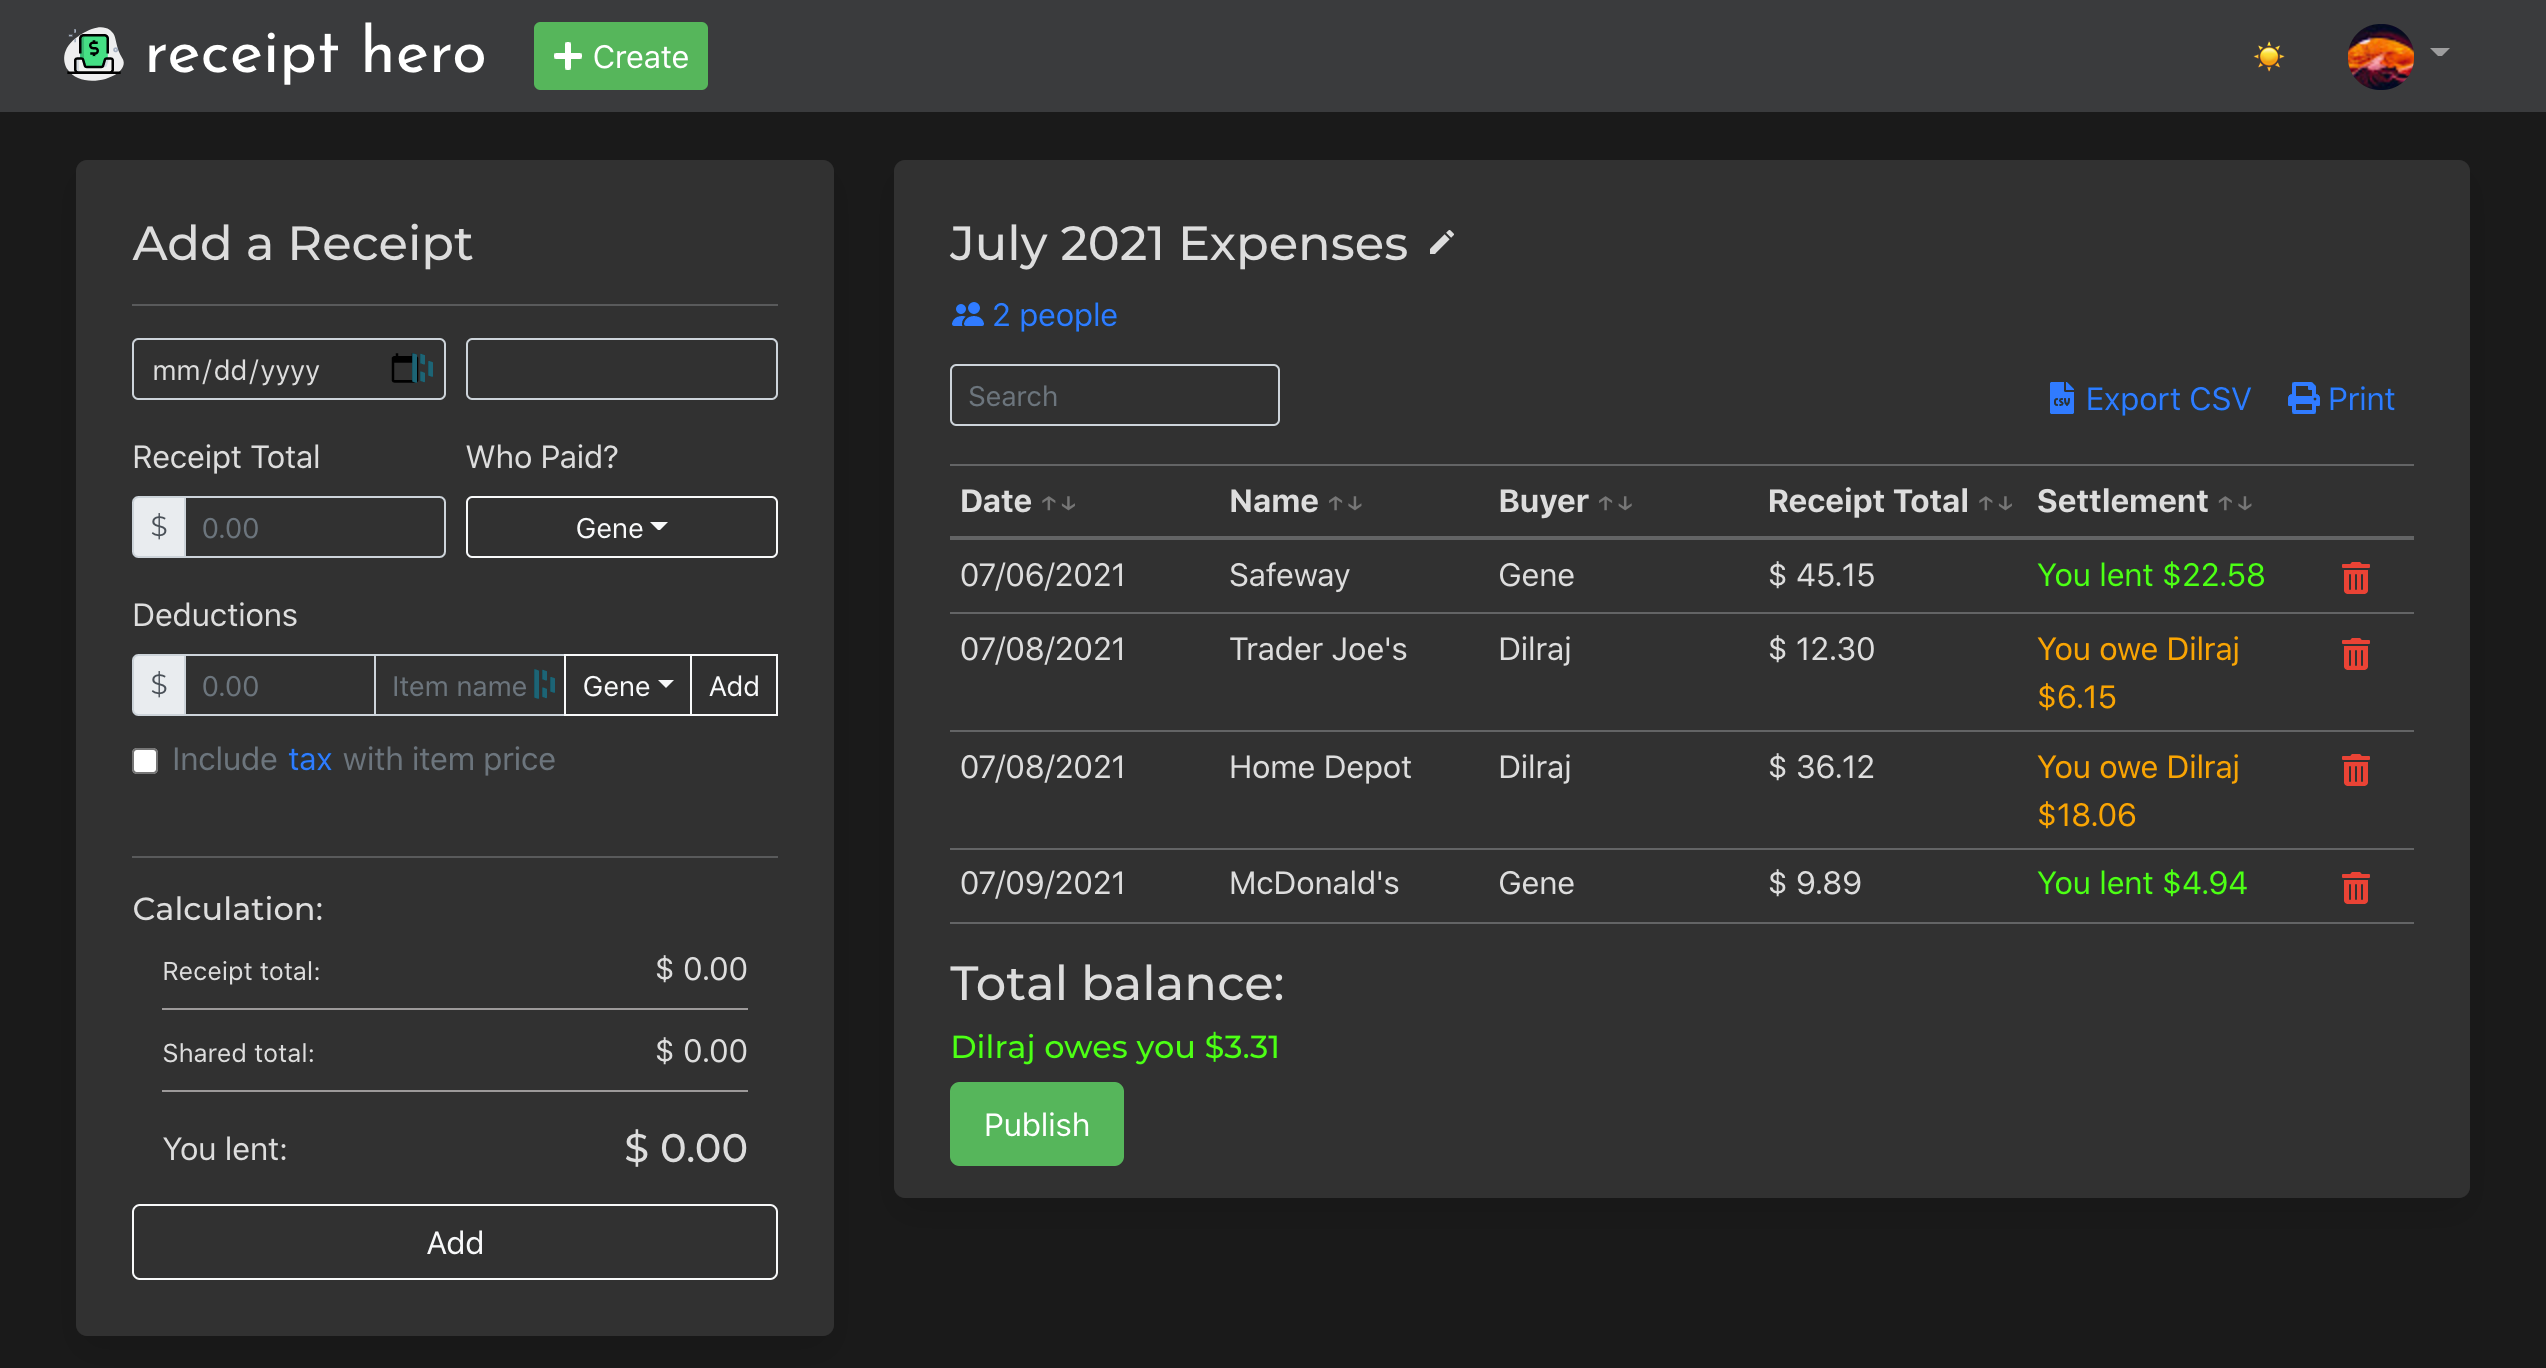 receipt hero
+ Create
Add a Receipt
mm/dd/yyyy
Receipt Total
Who Paid?
$ 0.00
Gene
Deductions
$ 0.00 Item name Gene Add
Include tax with item price
Calculation:
Receipt total: $ 0.00
Shared total: $ 0.00
You lent: $ 0.00
Add
July 2021 Expenses
2 people
Search
Export CSV Print
Date ↑↓ Name ↑↓ Buyer ↑↓ Receipt Total ↑↓ Settlement ↑↓
07/06/2021 Safeway Gene $ 45.15 You lent $22.58
07/08/2021 Trader Joe's Dilraj $ 12.30 You owe Dilraj
$6.15
07/08/2021 Home Depot Dilraj $ 36.12 You owe Dilraj
$18.06
07/09/2021 McDonald's Gene $ 9.89 You lent $4.94
Total balance:
Dilraj owes you $3.31
Publish